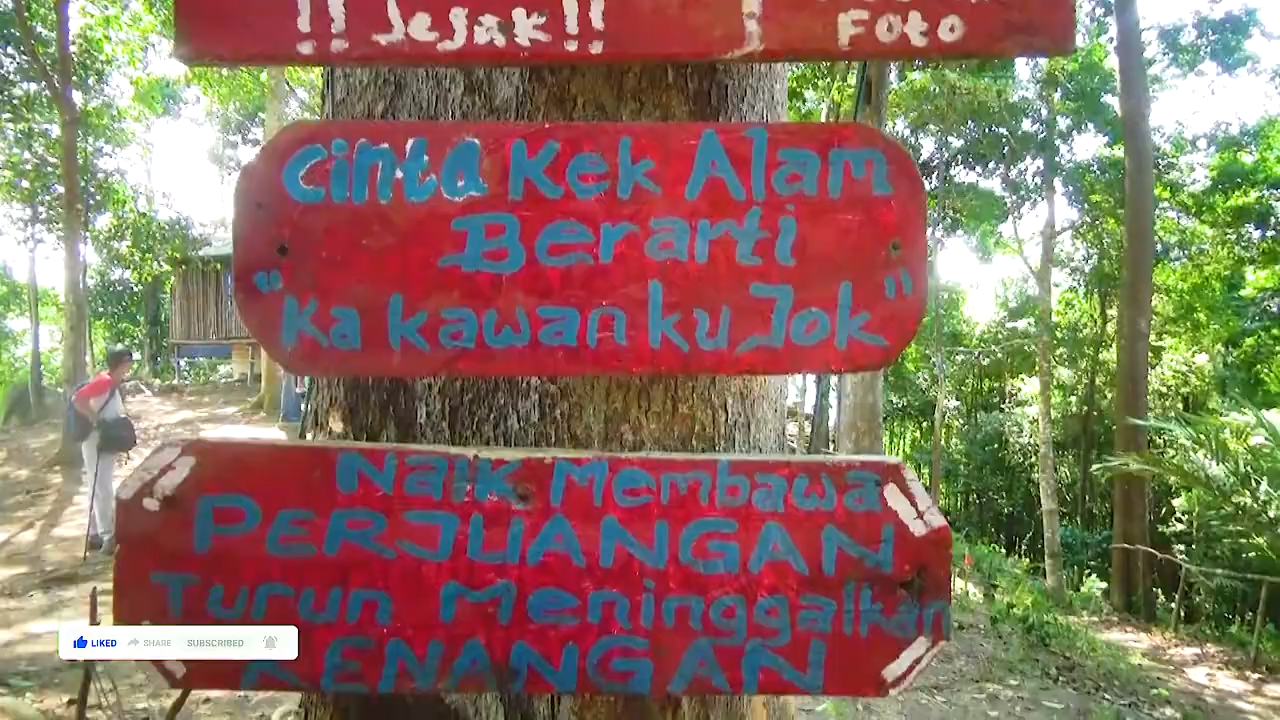 !! Jejak !!
Foto
Cinta Kek Alam
Berarti
"Ka kawan ku Jok"
Naik Membawa
PERJUANGAN
Turun Meninggalkan
KENANGAN
LIKED SHARE SUBSCRIBED